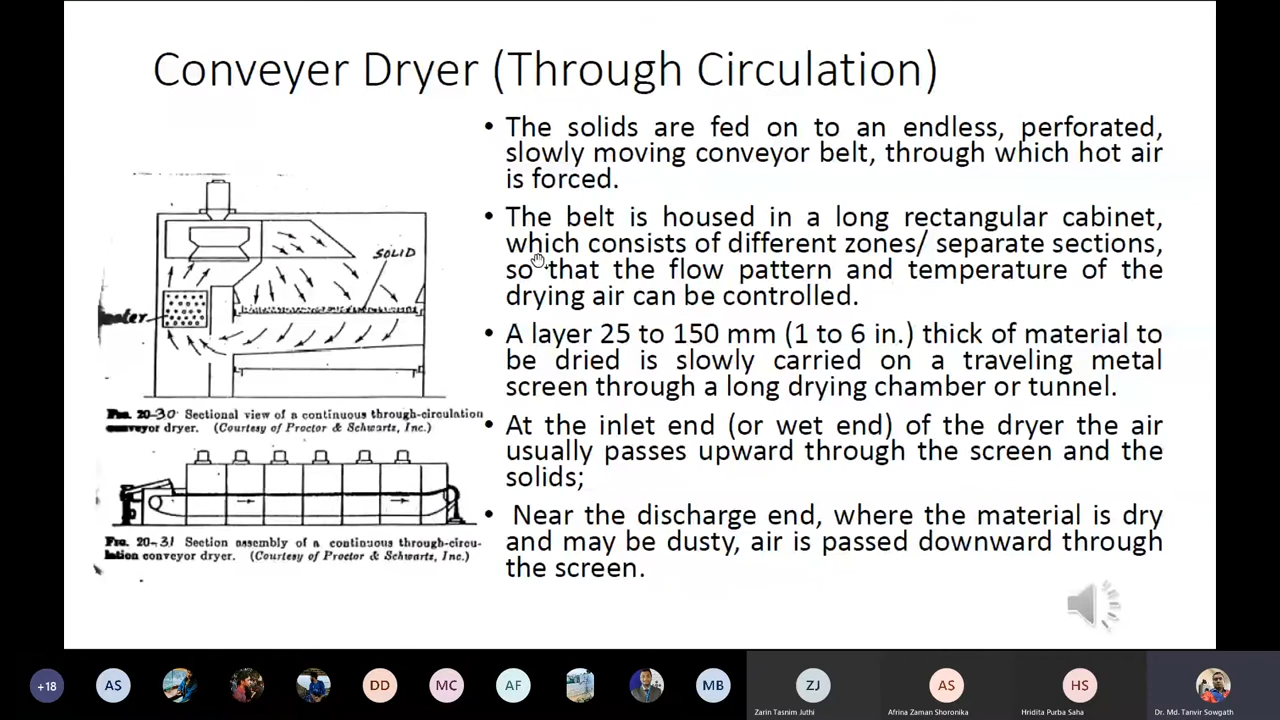 Conveyer Dryer (Through Circulation)
• The solids are fed on to an endless, perforated,
slowly moving conveyor belt, through which hot air
is forced.
• The belt is housed in a long rectangular cabinet,
which consists of different zones/ separate sections,
so that the flow pattern and temperature of the
drying air can be controlled.
• A layer 25 to 150 mm (1 to 6 in.) thick of material to
be dried is slowly carried on a traveling metal
screen through a long drying chamber or tunnel.
• At the inlet end (or wet end) of the dryer the air
usually passes upward through the screen and the
solids;
• Near the discharge end, where the material is dry
and may be dusty, air is passed downward through
the screen.
SOLID
FIG. 20-30 Sectional view of a continuous through-circulation
conveyor dryer. (Courtesy of Proctor & Schwartz, Inc.)
FIG. 20-31 Section assembly of a continuous through-circu-
lation conveyor dryer. (Courtesy of Proctor & Schwartz, Inc.)
+18
AS
DD
MC
AF
MB
ZJ
AS
HS
Zarin Tasnim Juthi
Afrina Zaman Shoronika
Hridita Purba Saha
Dr. Md. Tanvir Sowgath